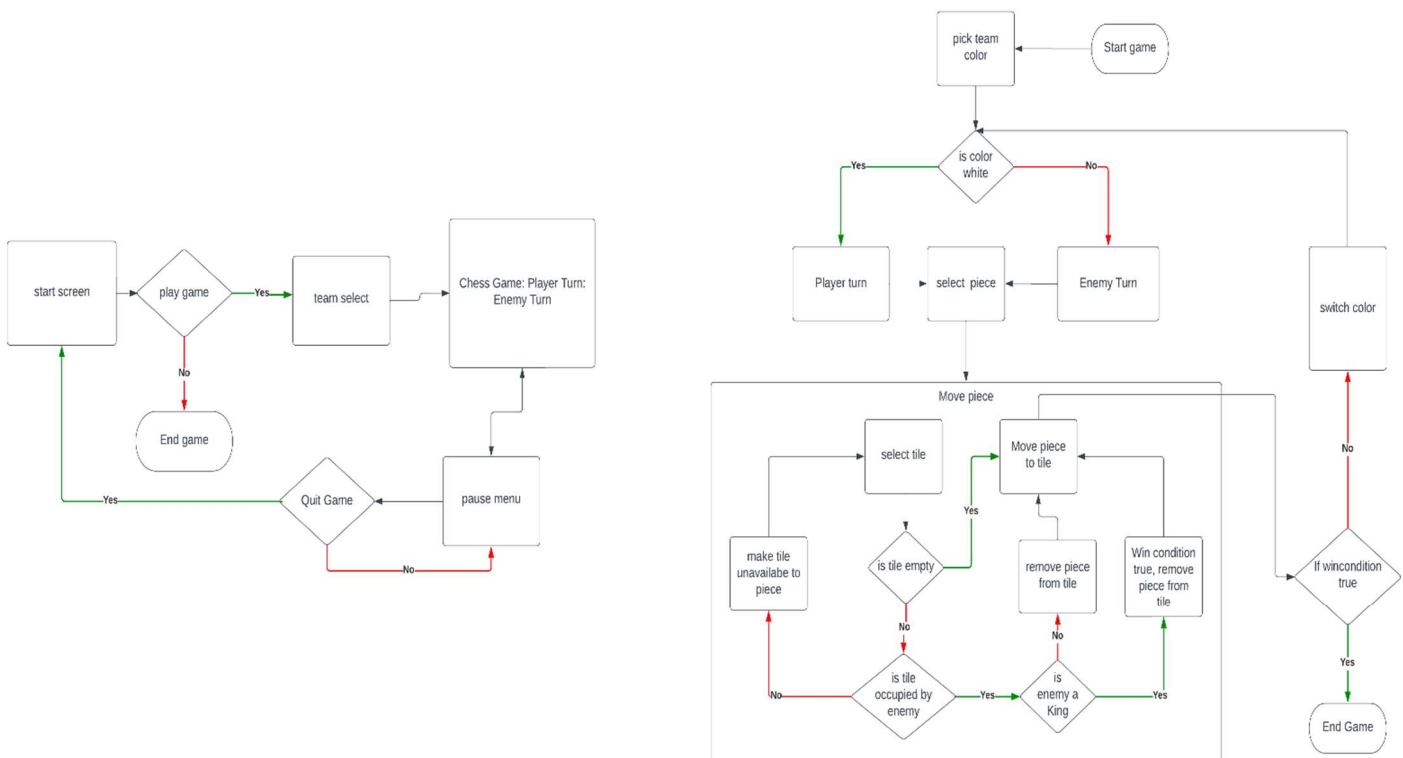 start screen
play game
Yes
No
End game
team select
Chess Game: Player Turn:
Enemy Turn
pause menu
Quit Game
Yes
No
Start game
pick team
color
is color
white
Yes
No
Player turn
select piece
Enemy Turn
switch color
Move piece
select tile
Move piece
to tile
make tile
unavailabe to
piece
is tile empty
Yes
No
remove piece
from tile
Win condition
true, remove
piece from
tile
is tile
occupied by
enemy
No
Yes
is
enemy a
King
No
Yes
If wincondition
true
No
Yes
End Game